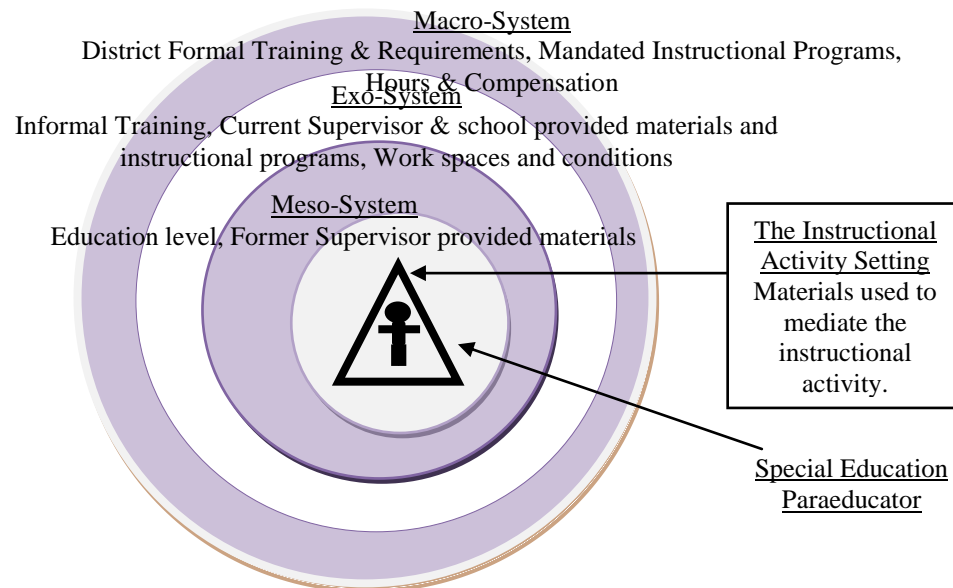 Macro-System
District Formal Training & Requirements, Mandated Instructional Programs,
Hours & Compensation
Exo-System
Informal Training, Current Supervisor & school provided materials and
instructional programs, Work spaces and conditions
Meso-System
Education level, Former Supervisor provided materials
The Instructional
Activity Setting
Materials used to
mediate the
instructional
activity.
Special Education
Paraeducator